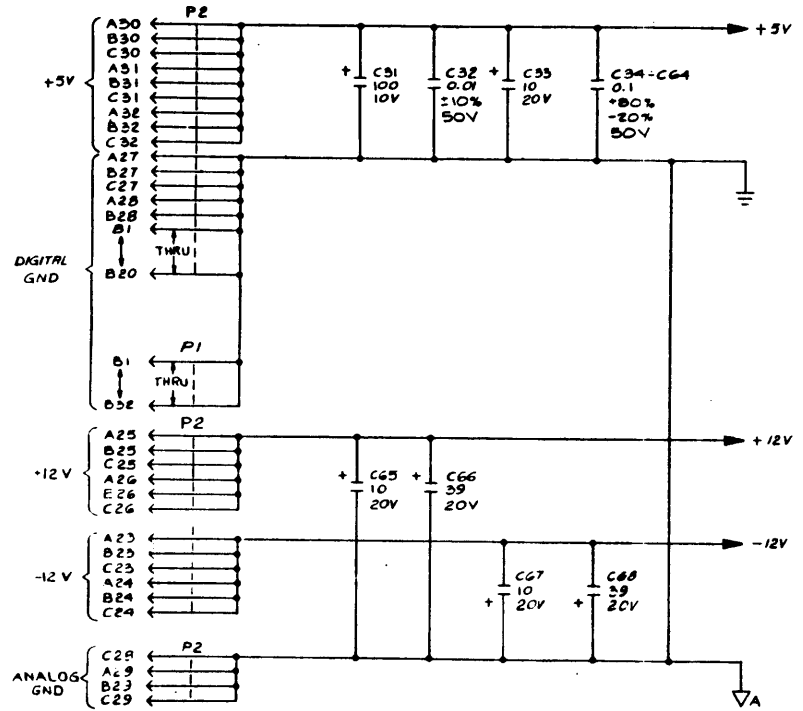 P2
A30
B30
C30
A31
B31
C31
A32
B32
C32
+5V
A27
B27
C27
A28
B28
B1
THRU
B20
DIGITAL
GND
P1
B1
THRU
B32
P2
A25
B25
C25
A26
E26
C26
+12V
A23
B23
C23
A24
B24
C24
-12V
P2
C28
A29
B29
C29
ANALOG
GND
+5V
+ C31
100
10V
C32
0.01
±10%
50V
+ C33
10
20V
C34-C64
0.1
+80%
-20%
50V
+12V
+ C65
10
20V
+ C66
39
20V
-12V
C67
10
+ 20V
C68
39
+ 20V
A